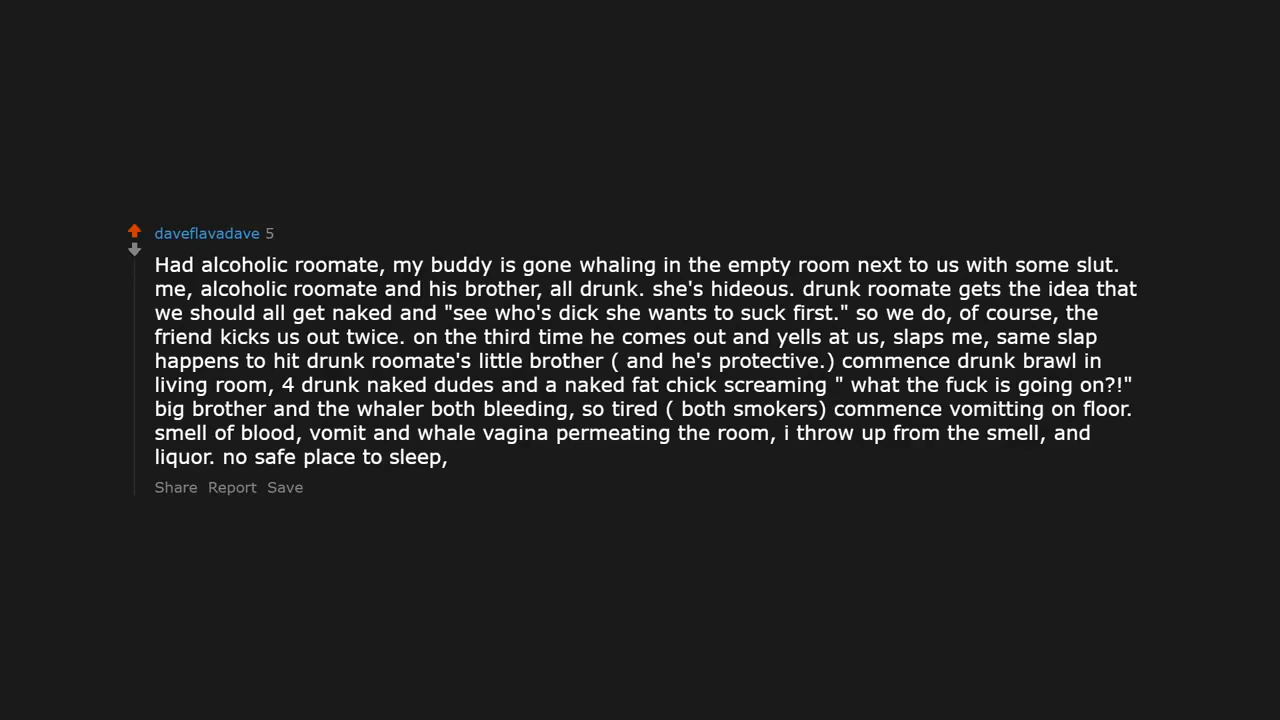 daveflavadave 5
Had alcoholic roomate, my buddy is gone whaling in the empty room next to us with some slut.
me, alcoholic roomate and his brother, all drunk. she's hideous. drunk roomate gets the idea that
we should all get naked and "see who's dick she wants to suck first." so we do, of course, the
friend kicks us out twice. on the third time he comes out and yells at us, slaps me, same slap
happens to hit drunk roomate's little brother ( and he's protective.) commence drunk brawl in
living room, 4 drunk naked dudes and a naked fat chick screaming " what the fuck is going on?!"
big brother and the whaler both bleeding, so tired ( both smokers) commence vomitting on floor.
smell of blood, vomit and whale vagina permeating the room, i throw up from the smell, and
liquor. no safe place to sleep,
Share Report Save